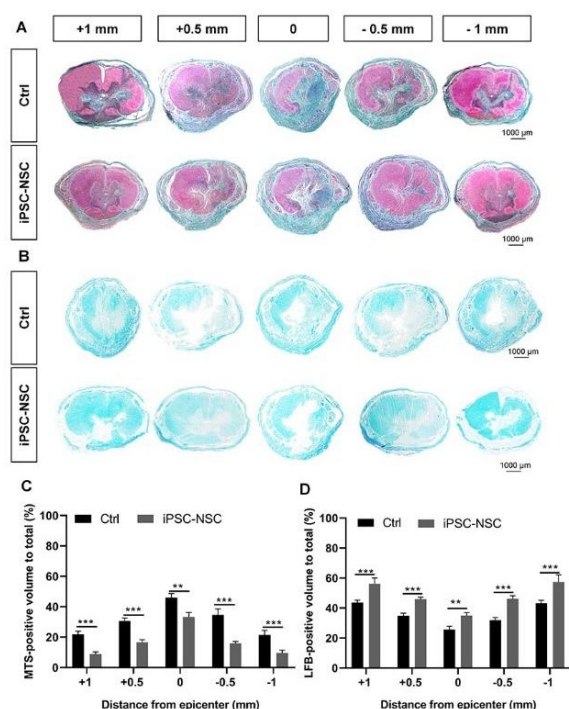 A
+1 mm +0.5 mm 0 - 0.5 mm - 1 mm
Ctrl
1000 µm
iPSC-NSC
1000 µm
B
Ctrl
1000 µm
iPSC-NSC
1000 µm
C
MTS-positive volume to total (%)
100
80
60
40
20
0
Ctrl iPSC-NSC
*** *** ** *** ***
+1 +0.5 0 -0.5 -1
Distance from epicenter (mm)
D
LFB-positive volume to total (%)
100
80
60
40
20
0
Ctrl iPSC-NSC
*** *** ** *** ***
+1 +0.5 0 -0.5 -1
Distance from epicenter (mm)